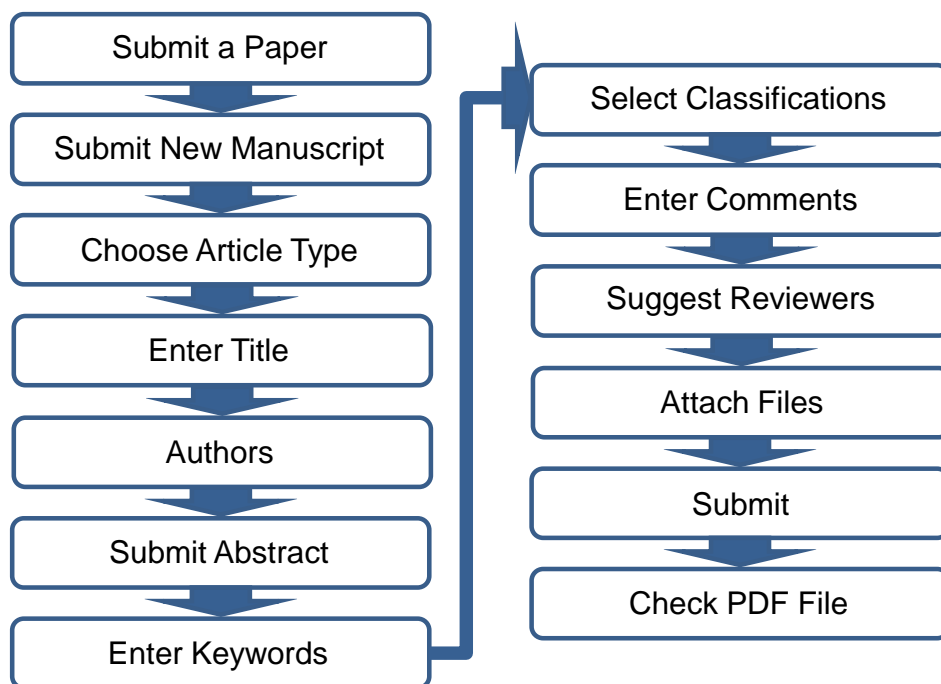 Submit a Paper
Submit New Manuscript
Choose Article Type
Enter Title
Authors
Submit Abstract
Enter Keywords
Select Classifications
Enter Comments
Suggest Reviewers
Attach Files
Submit
Check PDF File